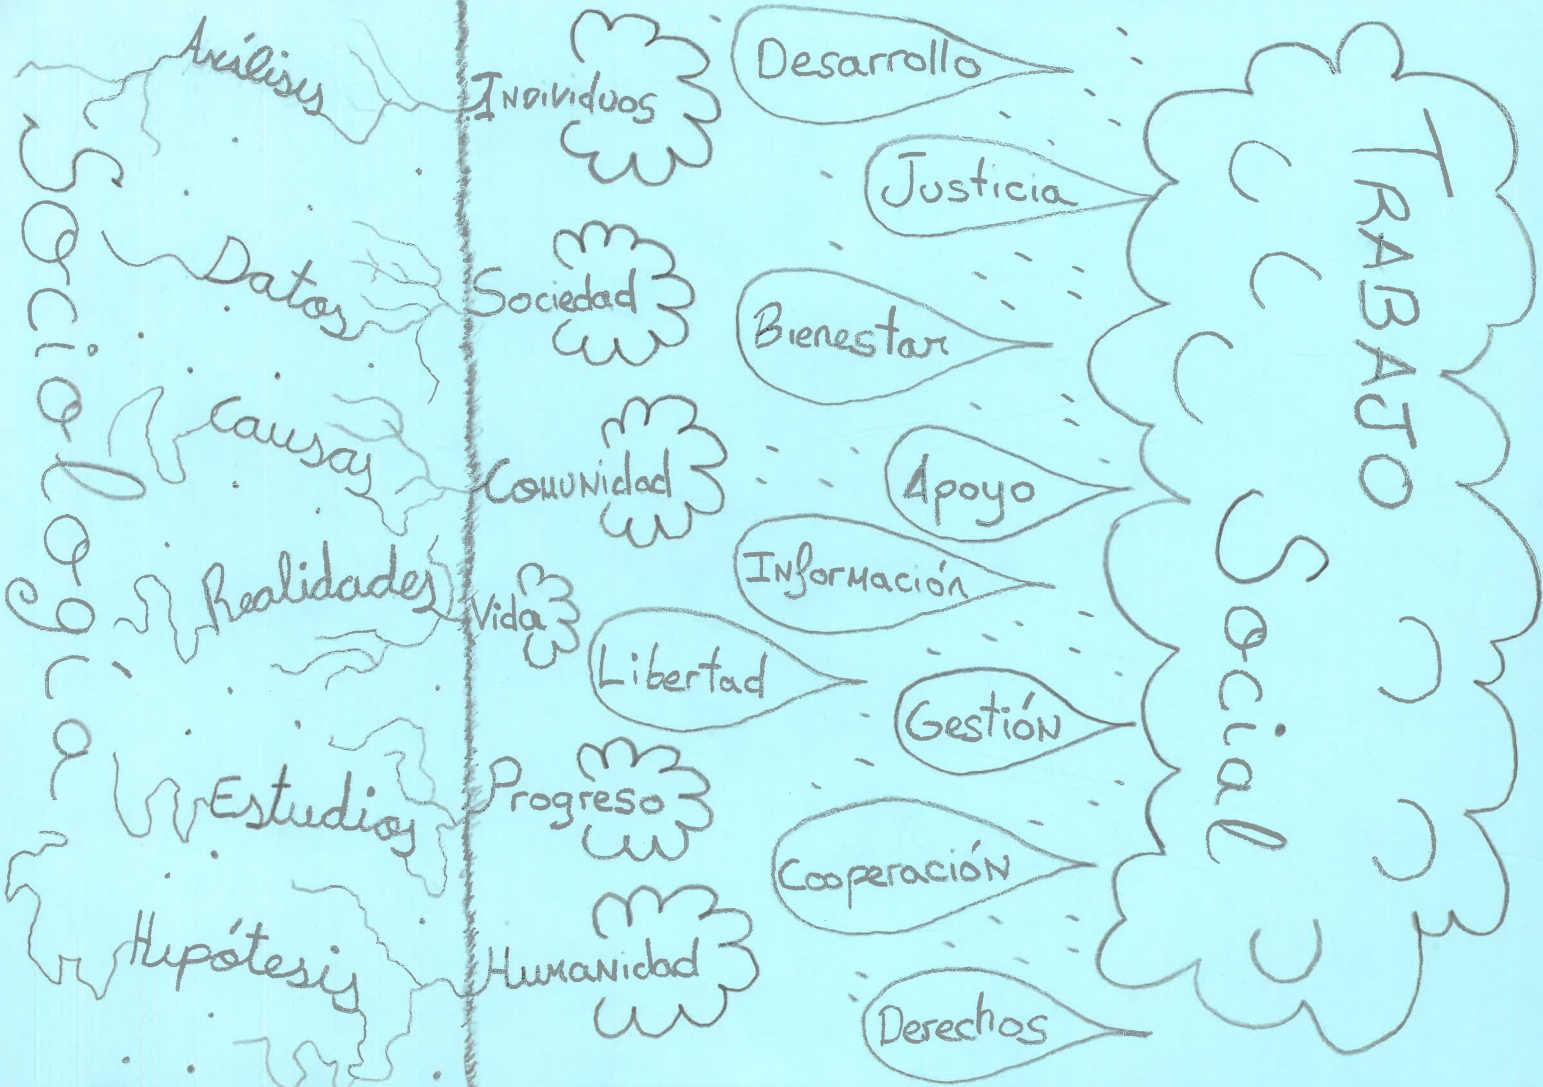 Sociología
Análisis
Datos
Causas
Realidades
Estudios
Hipótesis
Individuos
Sociedad
Comunidad
Vida
Progreso
Humanidad
Desarrollo
Justicia
Bienestar
Apoyo
Información
Libertad
Gestión
Cooperación
Derechos
TRABAJO
Social